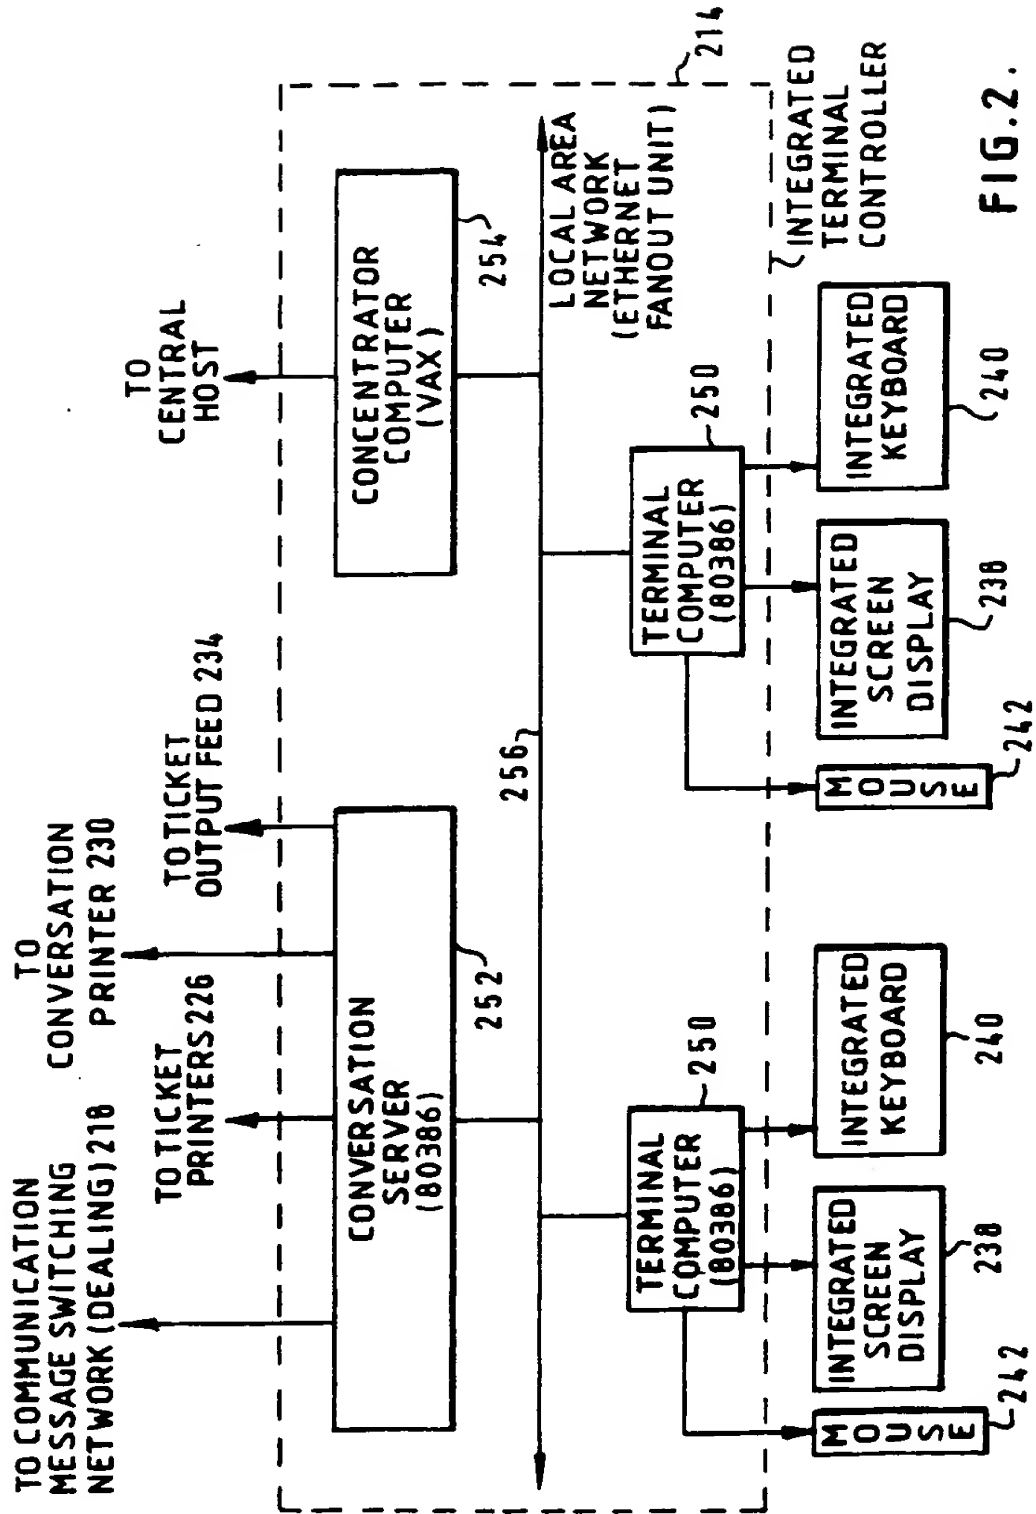 TO COMMUNICATION
MESSAGE SWITCHING
NETWORK (DEALING) 218
TO TICKET
PRINTERS 226
TO
CONVERSATION
PRINTER 230
TO TICKET
OUTPUT FEED 234
TO
CENTRAL
HOST
214
CONVERSATION
SERVER
(80386)
252
CONCENTRATOR
COMPUTER
(VAX)
254
256
LOCAL AREA
NETWORK
(ETHERNET
FANOUT UNIT)
TERMINAL
COMPUTER
(80386)
250
TERMINAL
COMPUTER
(80386)
250
INTEGRATED
TERMINAL
CONTROLLER
MOUSE
242
INTEGRATED
SCREEN
DISPLAY
238
INTEGRATED
KEYBOARD
240
MOUSE
242
INTEGRATED
SCREEN
DISPLAY
238
INTEGRATED
KEYBOARD
240
FIG.2.